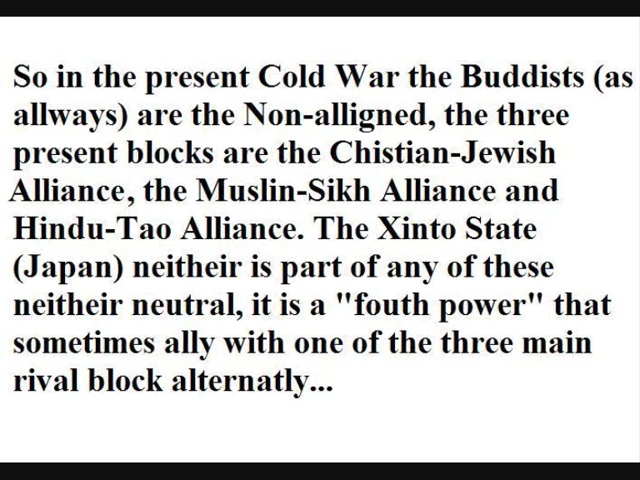 So in the present Cold War the Buddists (as
allways) are the Non-alligned, the three
present blocks are the Chistian-Jewish
Alliance, the Muslin-Sikh Alliance and
Hindu-Tao Alliance. The Xinto State
(Japan) neitheir is part of any of these
neitheir neutral, it is a "fouth power" that
sometimes ally with one of the three main
rival block alternatly...